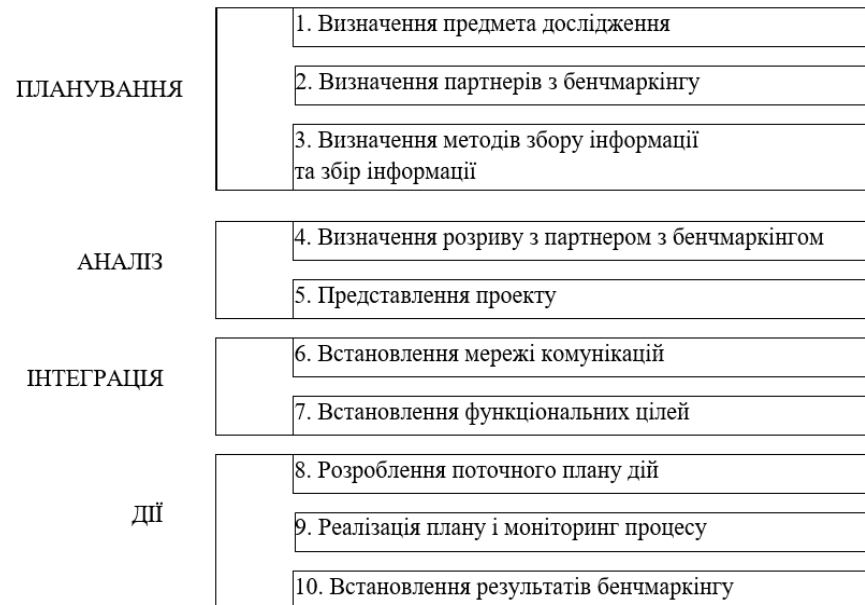 ПЛАНУВАННЯ
1. Визначення предмета дослідження
2. Визначення партнерів з бенчмаркінгу
3. Визначення методів збору інформації
та збір інформації
АНАЛІЗ
4. Визначення розриву з партнером з бенчмаркінгом
5. Представлення проекту
ІНТЕГРАЦІЯ
6. Встановлення мережі комунікацій
7. Встановлення функціональних цілей
ДІЇ
8. Розроблення поточного плану дій
9. Реалізація плану і моніторинг процесу
10. Встановлення результатів бенчмаркінгу